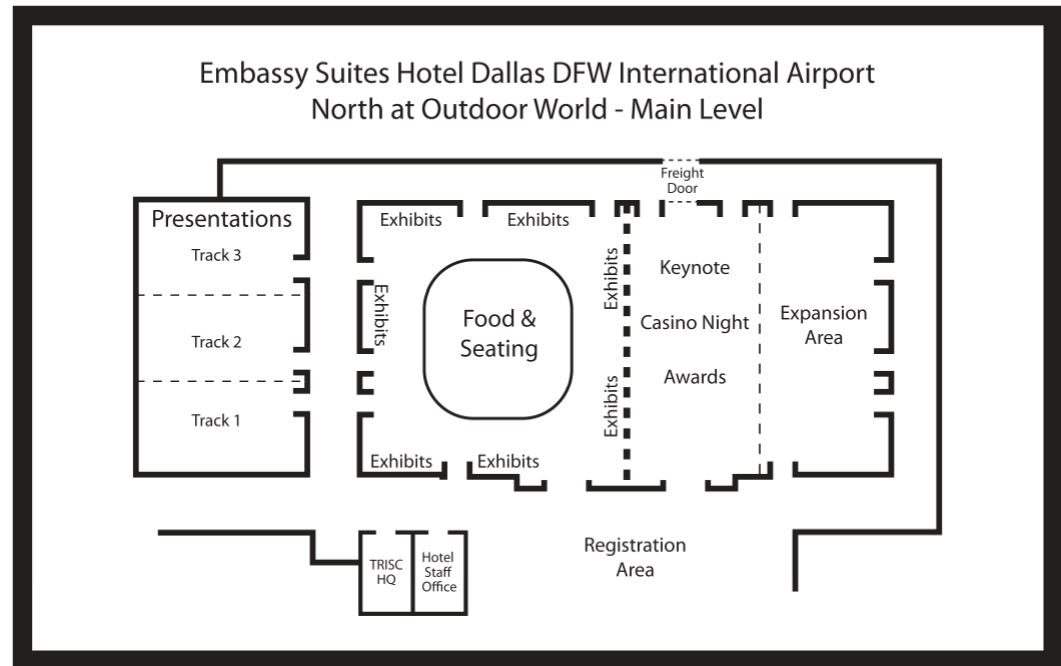 Embassy Suites Hotel Dallas DFW International Airport
North at Outdoor World - Main Level
Freight
Door
Presentations
Track 3
Track 2
Track 1
Exhibits
Exhibits
Exhibits
Food &
Seating
Exhibits
Exhibits
Exhibits
Exhibits
Keynote
Casino Night
Awards
Expansion
Area
TRISC
HQ
Hotel
Staff
Office
Registration
Area